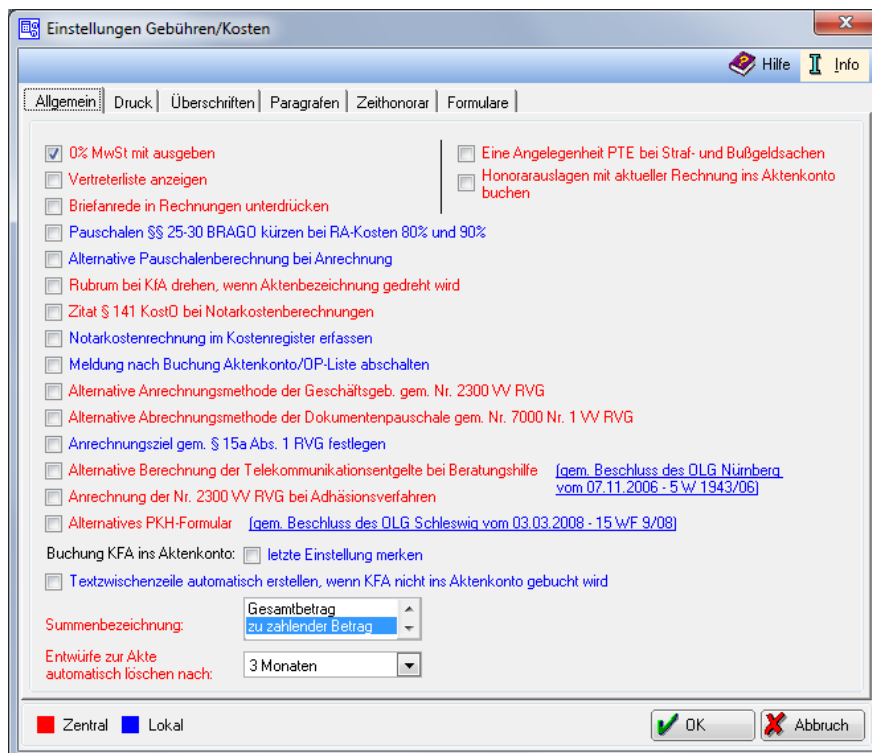 Einstellungen Gebühren/Kosten
X
Hilfe
Info
Allgemein
Druck
Überschriften
Paragrafen
Zeithonorar
Formulare
0% MwSt mit ausgeben
Vertreterliste anzeigen
Briefanrede in Rechnungen unterdrücken
Eine Angelegenheit PTE bei Straf- und Bußgeldsachen
Honorarauslagen mit aktueller Rechnung ins Aktenkonto
buchen
Pauschalen §§ 25-30 BRAGO kürzen bei RA-Kosten 80% und 90%
Alternative Pauschalenberechnung bei Anrechnung
Rubrum bei KfA drehen, wenn Aktenbezeichnung gedreht wird
Zitat § 141 KostO bei Notarkostenberechnungen
Notarkostenrechnung im Kostenregister erfassen
Meldung nach Buchung Aktenkonto/OP-Liste abschalten
Alternative Anrechnungsmethode der Geschäftsgeb. gem. Nr. 2300 VV RVG
Alternative Abrechnungsmethode der Dokumentenpauschale gem. Nr. 7000 Nr. 1 VV RVG
Anrechnungsziel gem. § 15a Abs. 1 RVG festlegen
Alternative Berechnung der Telekommunikationsentgelte bei Beratungshilfe
(gem. Beschluss des OLG Nürnberg
vom 07.11.2006 - 5 W 1943/06)
Anrechnung der Nr. 2300 VV RVG bei Adhäsionsverfahren
Alternatives PKH-Formular (gem. Beschluss des OLG Schleswig vom 03.03.2008 - 15 WF 9/08)
Buchung KFA ins Aktenkonto: letzte Einstellung merken
Textzwischenzeile automatisch erstellen, wenn KFA nicht ins Aktenkonto gebucht wird
Summenbezeichnung:
Gesamtbetrag
zu zahlender Betrag
Entwürfe zur Akte
automatisch löschen nach:
3 Monaten
Zentral
Lokal
OK
Abbruch